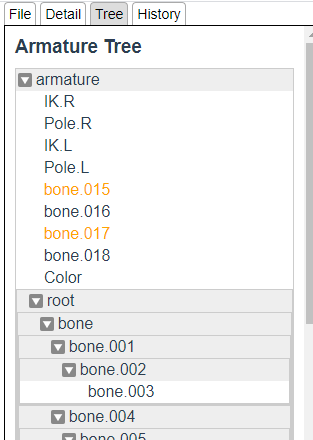 File Detail Tree History
Armature Tree
armature
IK.R
Pole.R
IK.L
Pole.L
bone.015
bone.016
bone.017
bone.018
Color
root
bone
bone.001
bone.002
bone.003
bone.004
bone.005